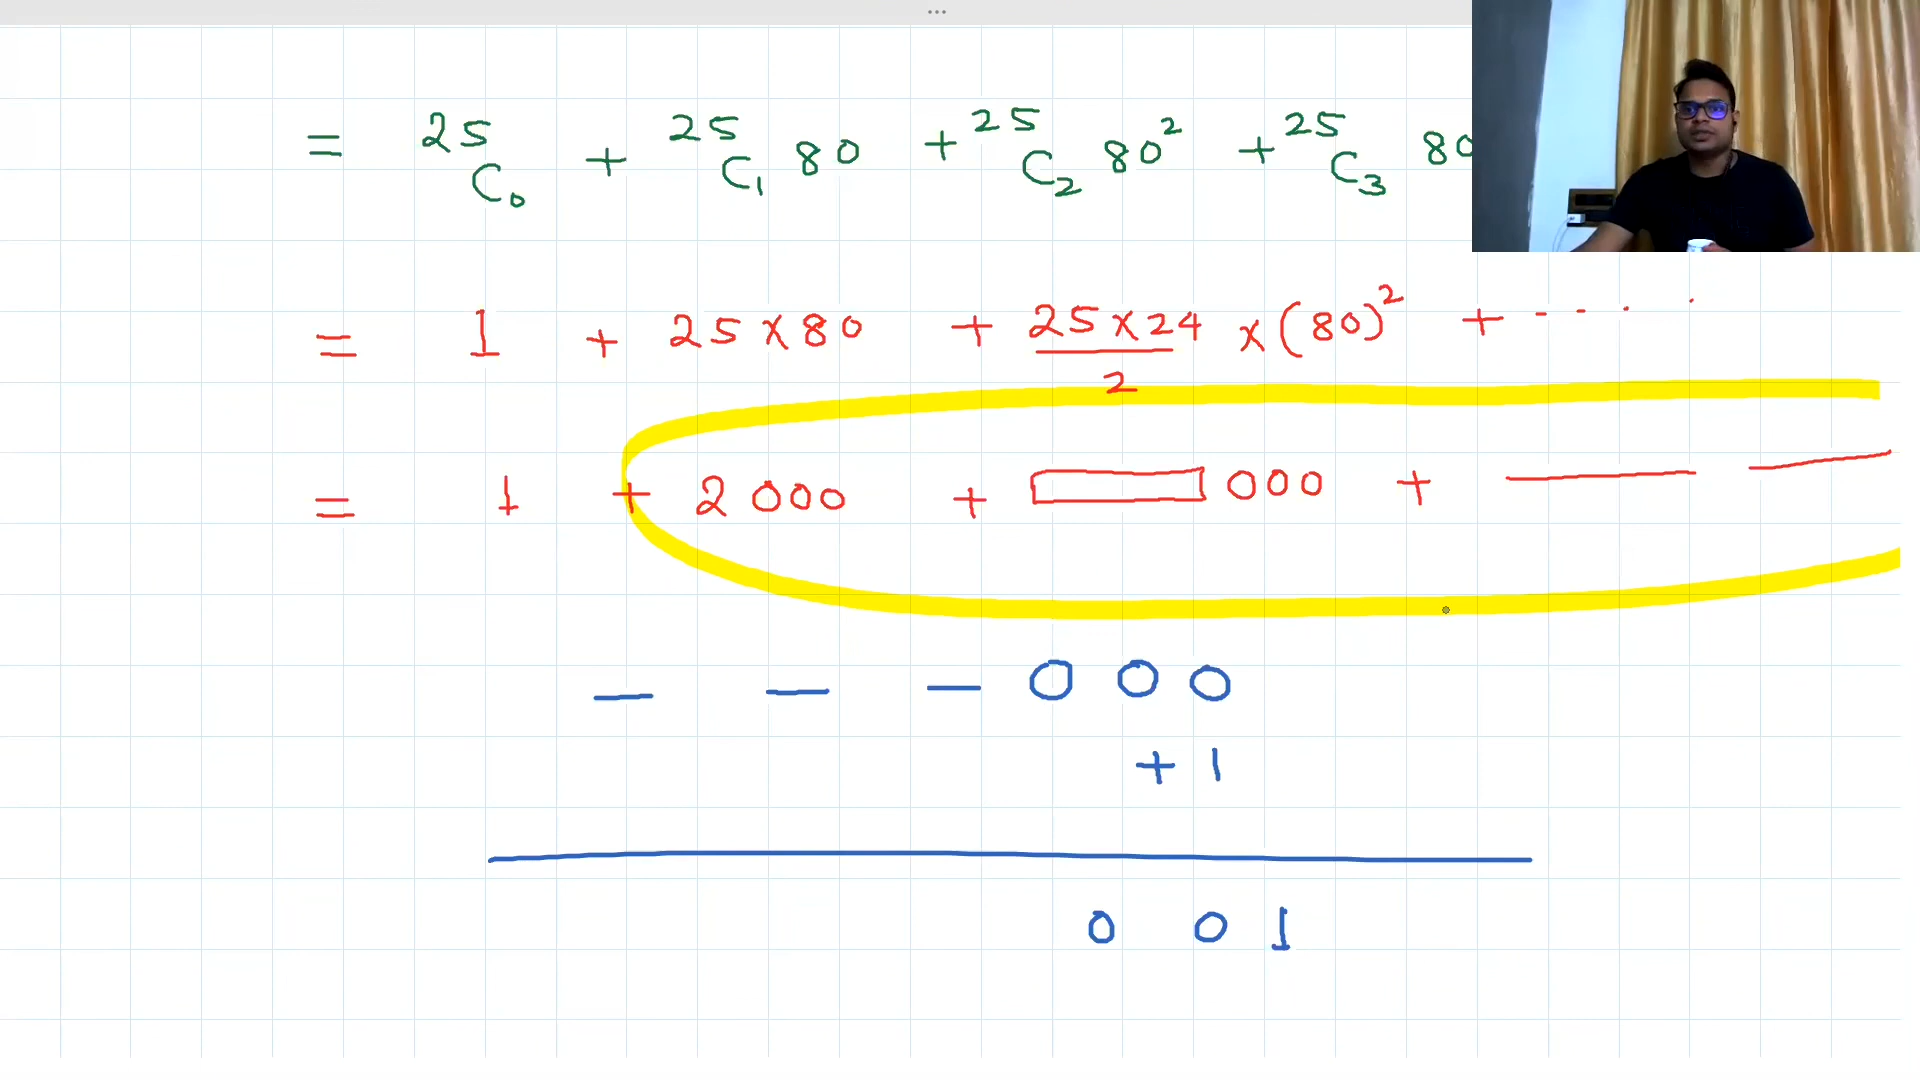 = ²⁵C₀ + ²⁵C₁ 80 + ²⁵C₂ 80² + ²⁵C₃ 80
= 1 + 25 × 80 + 25 × 24 / 2 × (80)² + - - - .
= 1 + 2000 + 000 +
_ _ _ 0 0 0
+ 1
0 0 1